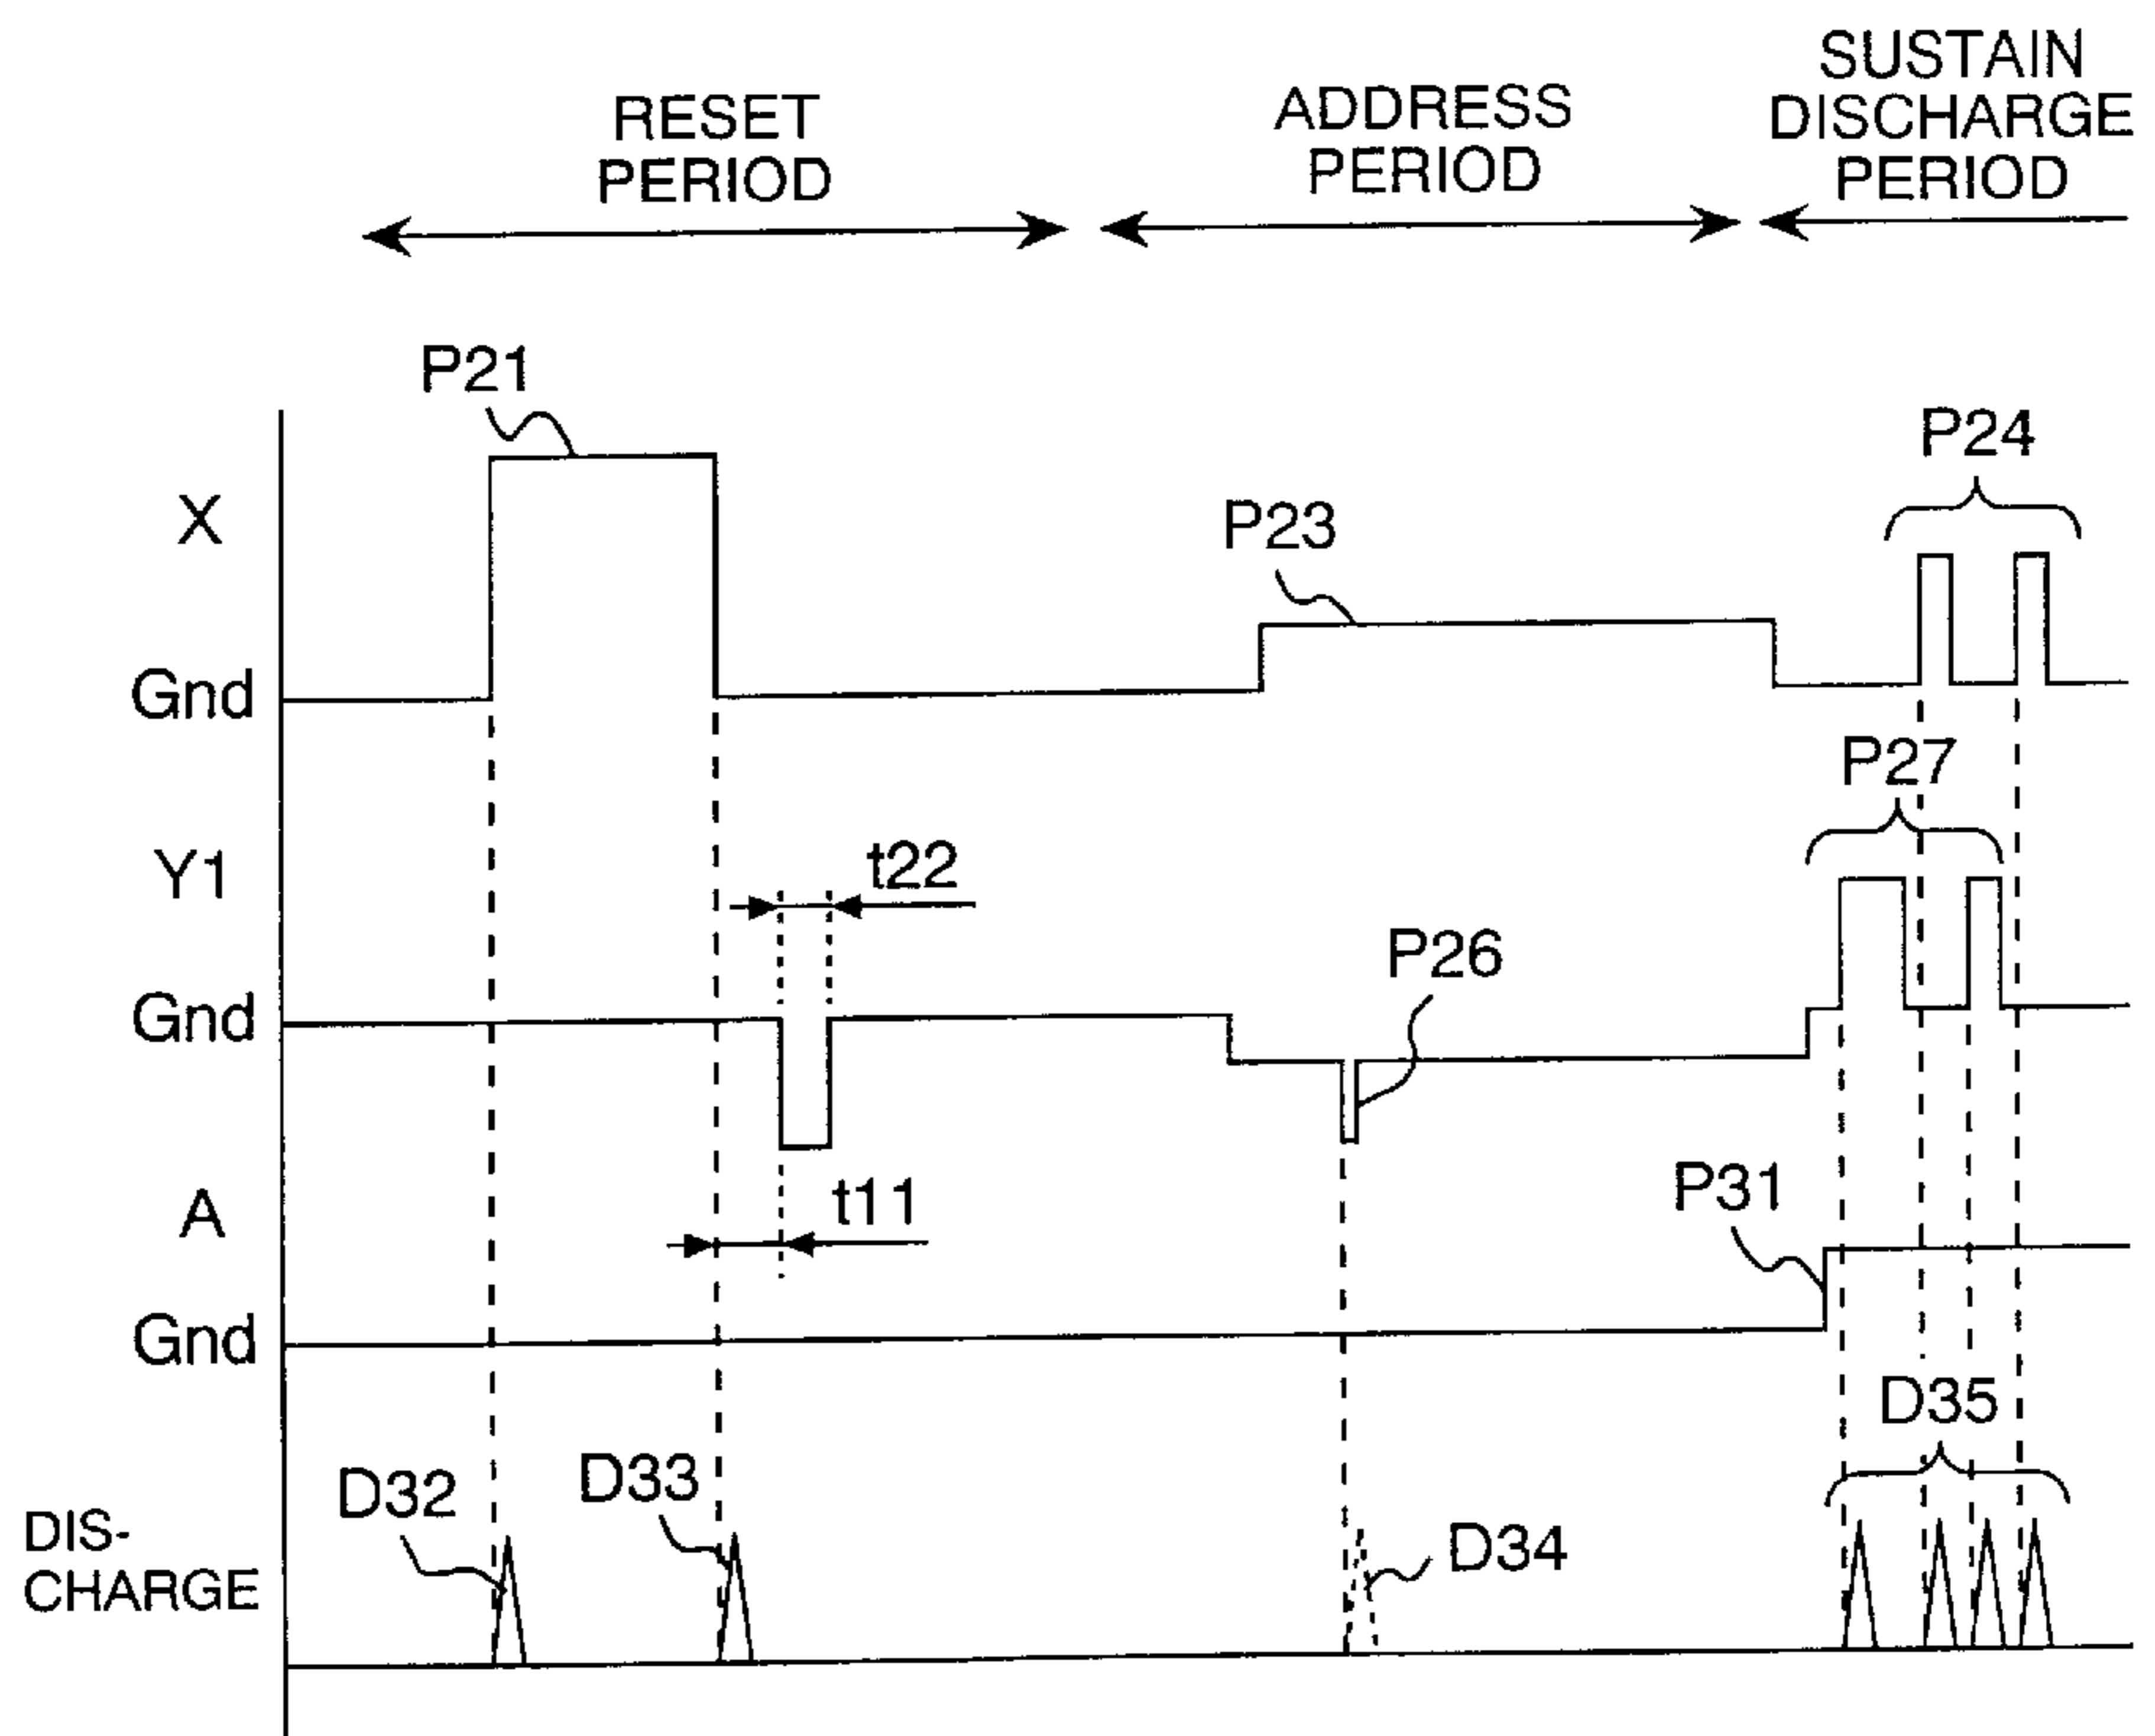 RESET
PERIOD
ADDRESS
PERIOD
SUSTAIN
DISCHARGE
PERIOD
P21
X
P23
P24
Gnd
P27
Y1
t22
P26
Gnd
A
t11
P31
Gnd
D35
D32
D33
D34
DIS-
CHARGE